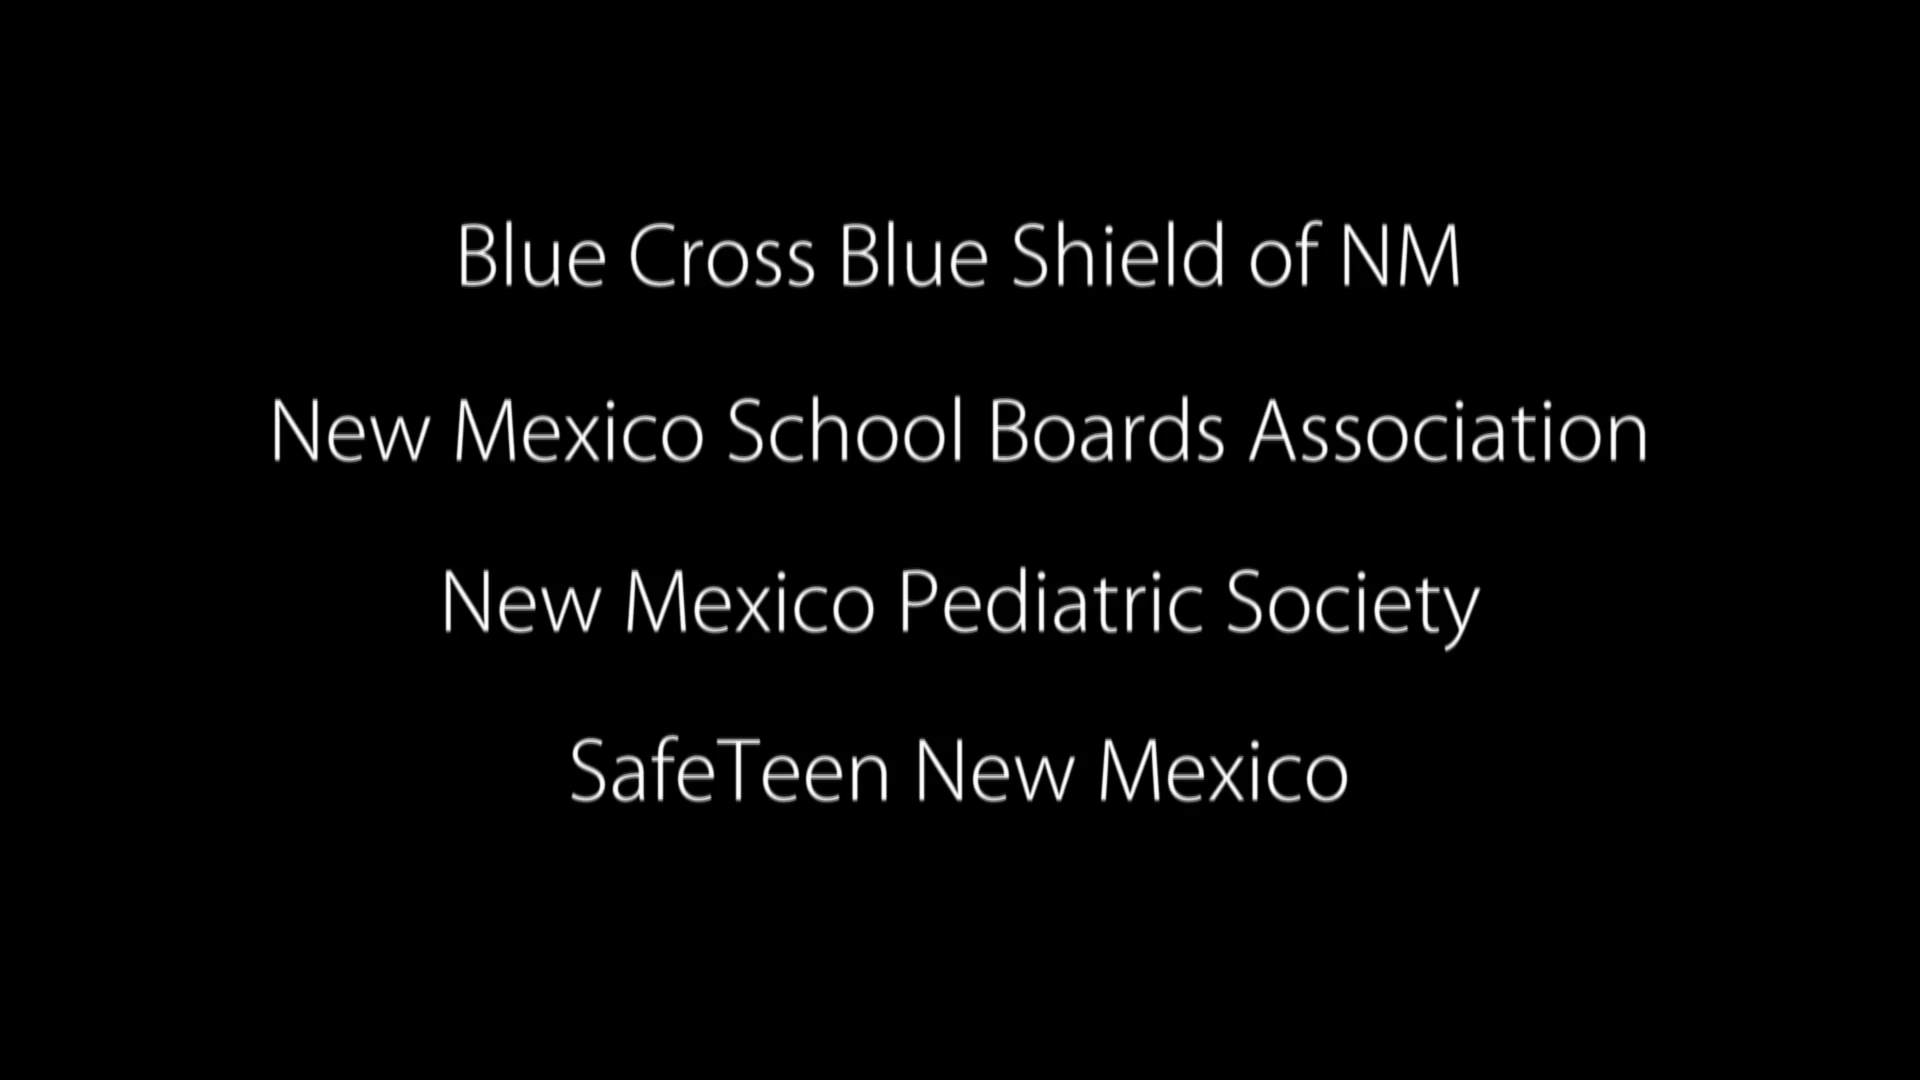 Blue Cross Blue Shield of NM
New Mexico School Boards Association
New Mexico Pediatric Society
SafeTeen New Mexico